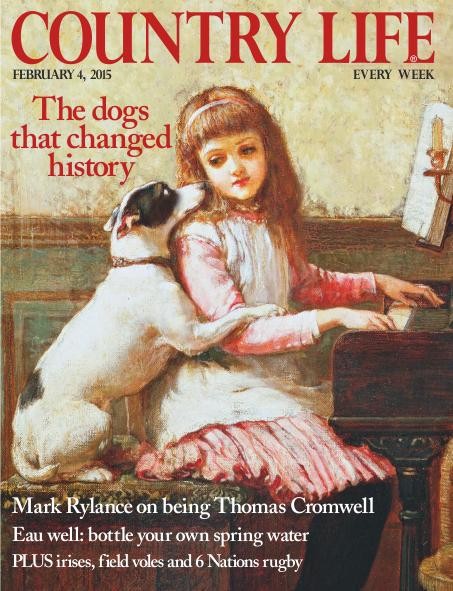 COUNTRY LIFE®
FEBRUARY 4, 2015
EVERY WEEK
The dogs
that changed
history
Mark Rylance on being Thomas Cromwell
Eau well: bottle your own spring water
PLUS irises, field voles and 6 Nations rugby